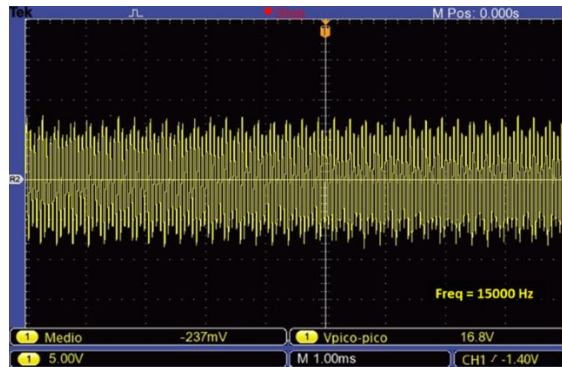 Tek
Stop
M Pos: 0.000s
T
R2
Freq = 15000 Hz
1 Medio -237mV
1 Vpico-pico 16.8V
1 5.00V
M 1.00ms
CH1 ∕ -1.40V